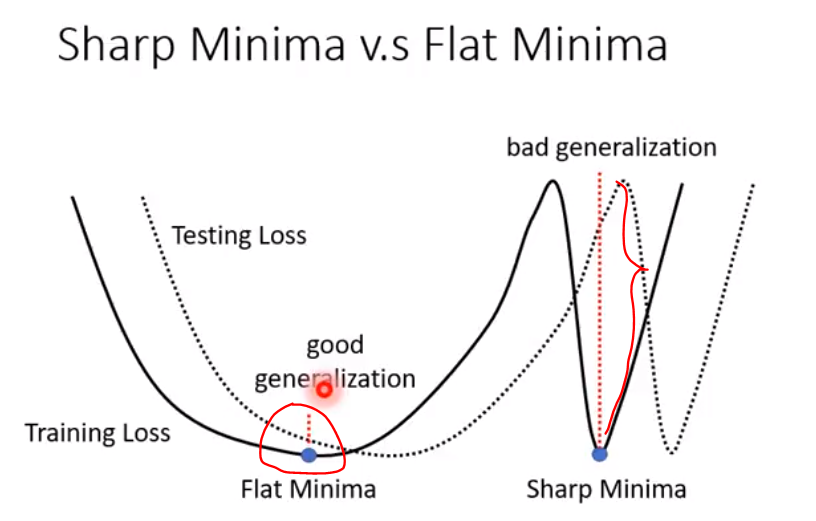 Sharp Minima v.s Flat Minima
bad generalization
Testing Loss
good
generalization
Training Loss
Flat Minima
Sharp Minima